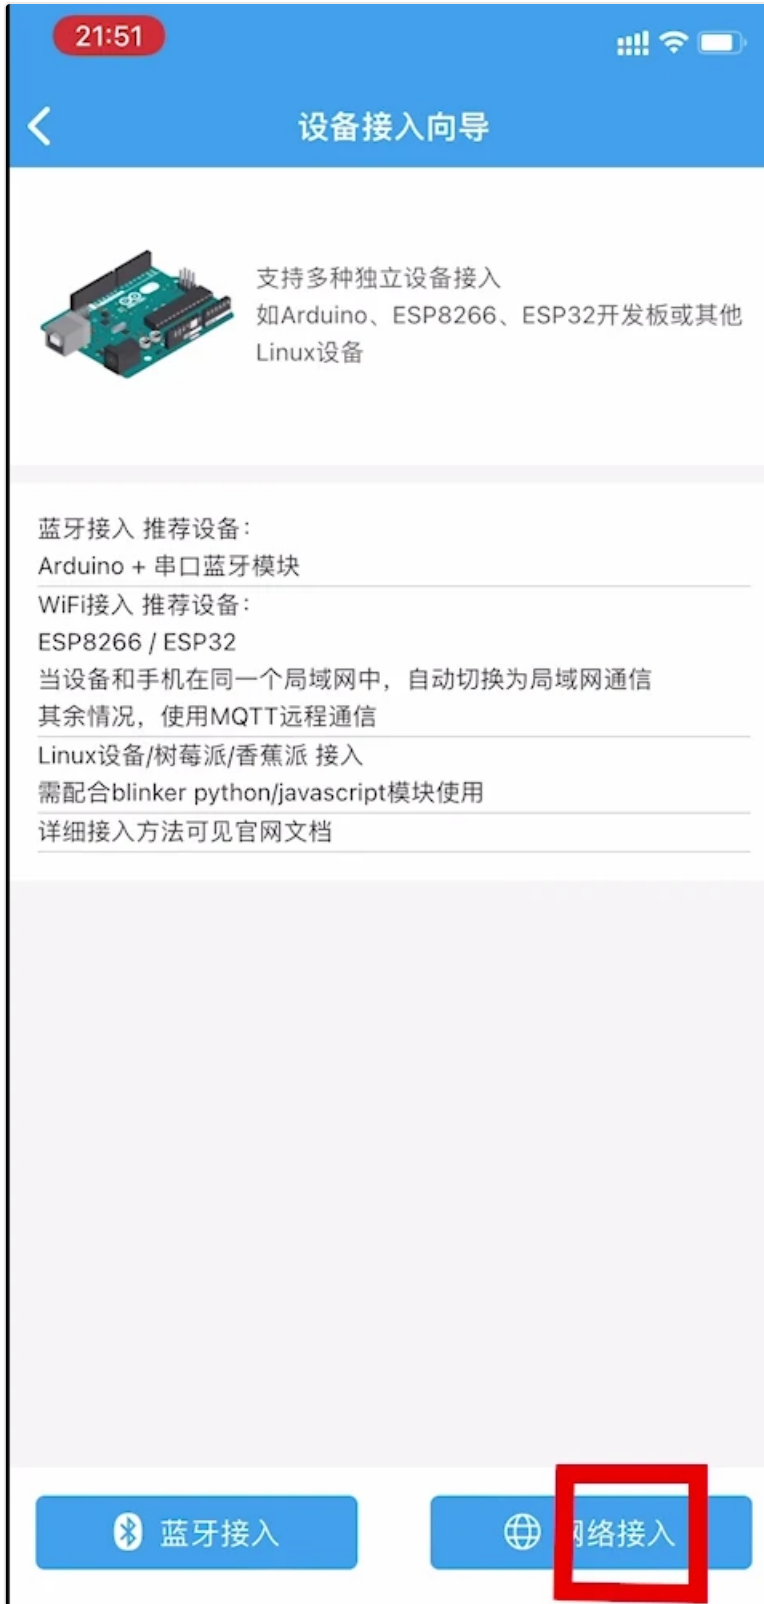 21:51
设备接入向导
支持多种独立设备接入
如Arduino、ESP8266、ESP32开发板或其他
Linux设备
蓝牙接入 推荐设备：
Arduino + 串口蓝牙模块
WiFi接入 推荐设备：
ESP8266 / ESP32
当设备和手机在同一个局域网中，自动切换为局域网通信
其余情况，使用MQTT远程通信
Linux设备/树莓派/香蕉派 接入
需配合blinker python/javascript模块使用
详细接入方法可见官网文档
蓝牙接入
网络接入